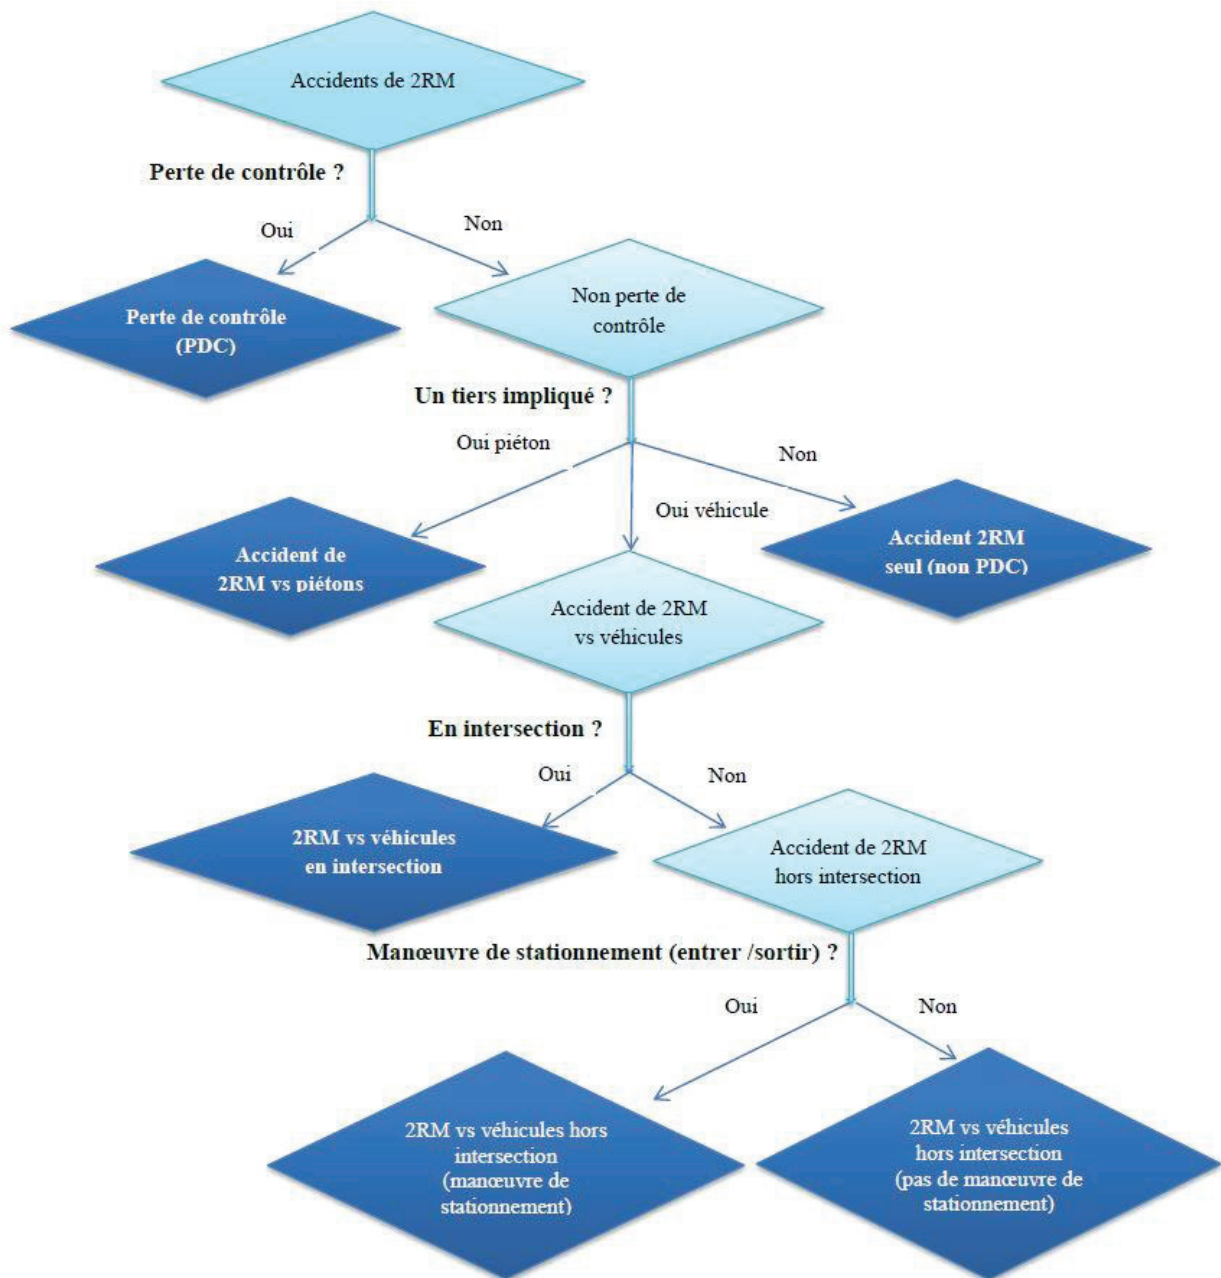 Accidents de 2RM
Perte de contrôle ?
Oui
Non
Perte de contrôle
(PDC)
Non perte de
contrôle
Un tiers impliqué ?
Oui piéton
Oui véhicule
Non
Accident de
2RM vs piétons
Accident 2RM
seul (non PDC)
Accident de 2RM
vs véhicules
En intersection ?
Oui
Non
2RM vs véhicules
en intersection
Accident de 2RM
hors intersection
Manœuvre de stationnement (entrer /sortir) ?
Oui
Non
2RM vs véhicules hors
intersection
(manœuvre de
stationnement)
2RM vs véhicules
hors intersection
(pas de manœuvre de
stationnement)